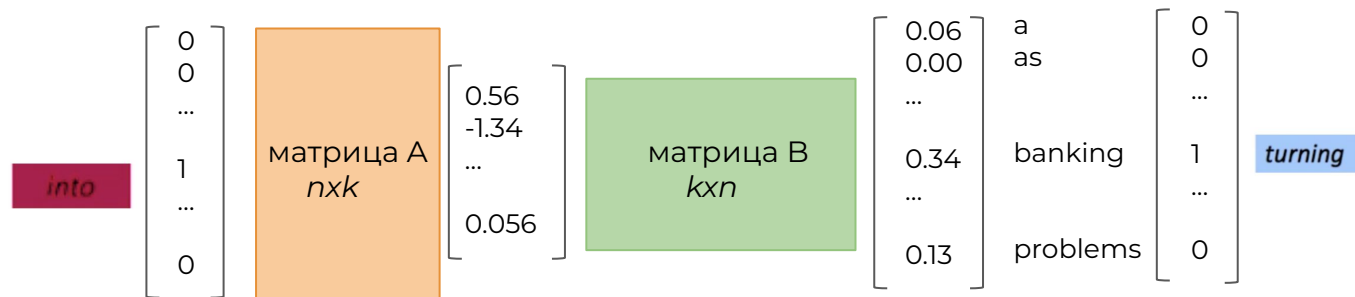 into
0
0
...
1
...
0
матрица А
nxk
0.56
-1.34
...
0.056
матрица В
kxn
0.06 a
0.00 as
...
0.34 banking
...
0.13 problems
0
0
...
1
...
0
turning